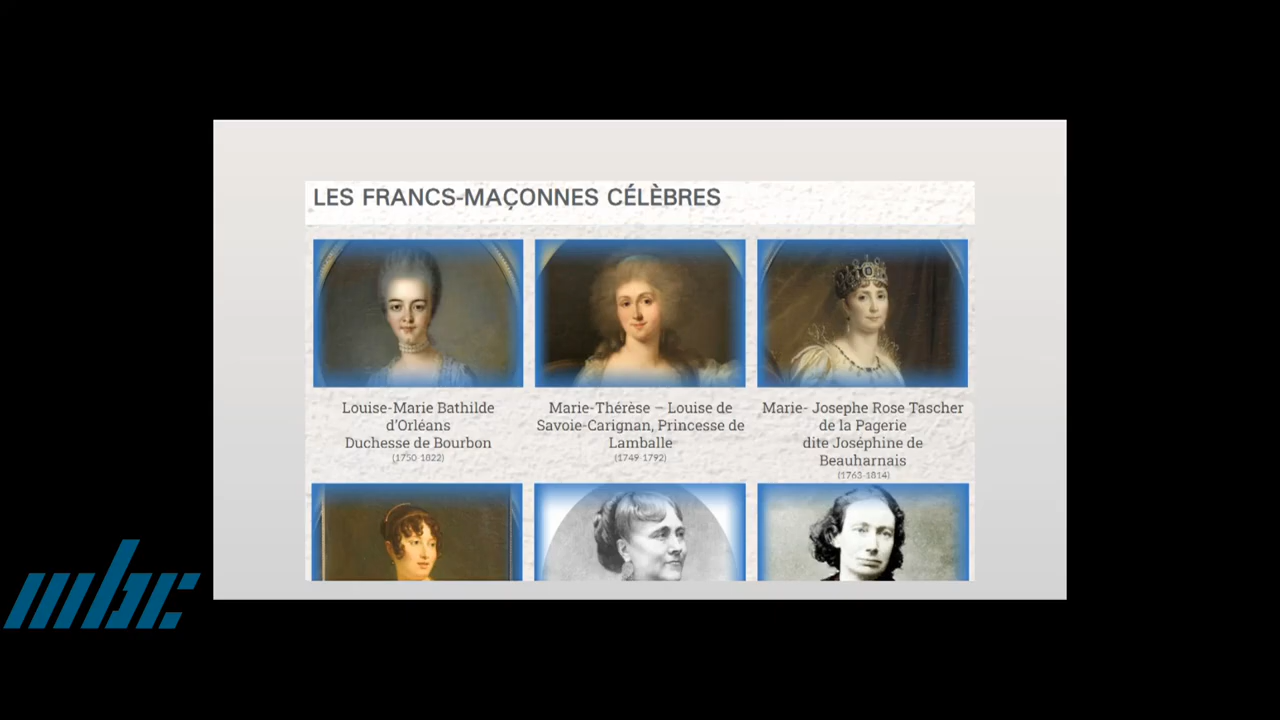 LES FRANCS-MAÇONNES CÉLÈBRES
Louise-Marie Bathilde
d'Orléans
Duchesse de Bourbon
(1750-1822)
Marie-Thérèse – Louise de
Savoie-Carignan, Princesse de
Lamballe
(1749-1792)
Marie- Josephe Rose Tascher
de la Pagerie
dite Joséphine de
Beauharnais
(1763-1814)
mbc